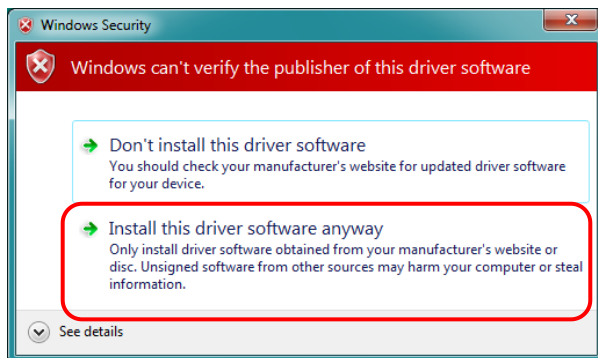 Windows Security
Windows can't verify the publisher of this driver software
Don't install this driver software
You should check your manufacturer's website for updated driver software
for your device.
Install this driver software anyway
Only install driver software obtained from your manufacturer's website or
disc. Unsigned software from other sources may harm your computer or steal
information.
See details